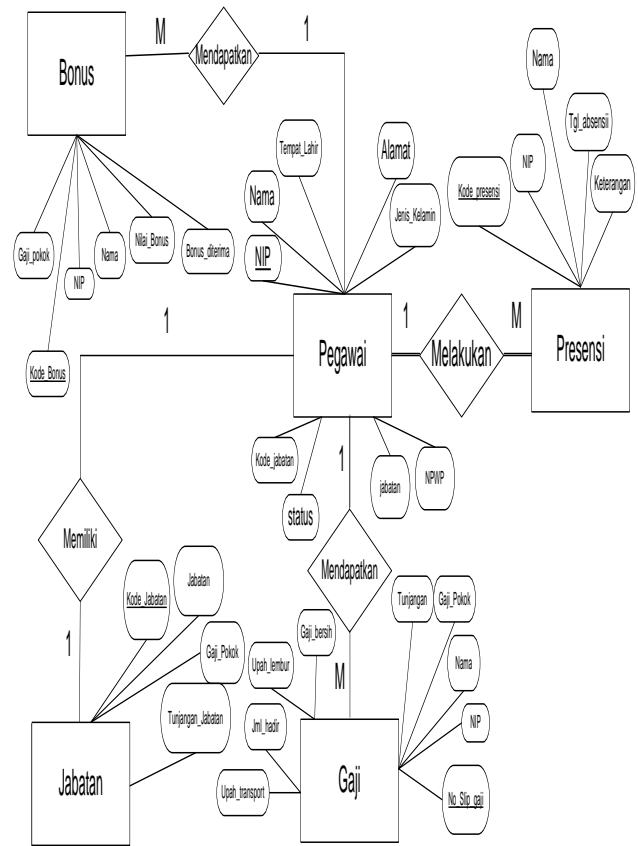 M
Mendapatkan
1
Bonus
Nama
Tgl_absensii
NIP
Keterangan
Kode_presensi
Tempat_Lahir
Alamat
Nama
Jenis_Kelamin
NIP
Gaji_pokok
NIP
Nama
Nilai_Bonus
Bonus_diterima
Kode_Bonus
1
Pegawai
1
Melakukan
M
Presensi
Kode_jabatan
status
1
jabatan
NPWP
Memiliki
Mendapatkan
Kode_Jabatan
Jabatan
Gaji_Pokok
Tunjangan_Jabatan
1
Gaji_bersih
Upah_lembur
Jml_hadir
Upah_transport
M
Tunjangan
Gaji_Pokok
Nama
NIP
No_Slip_gaji
Jabatan
Gaji